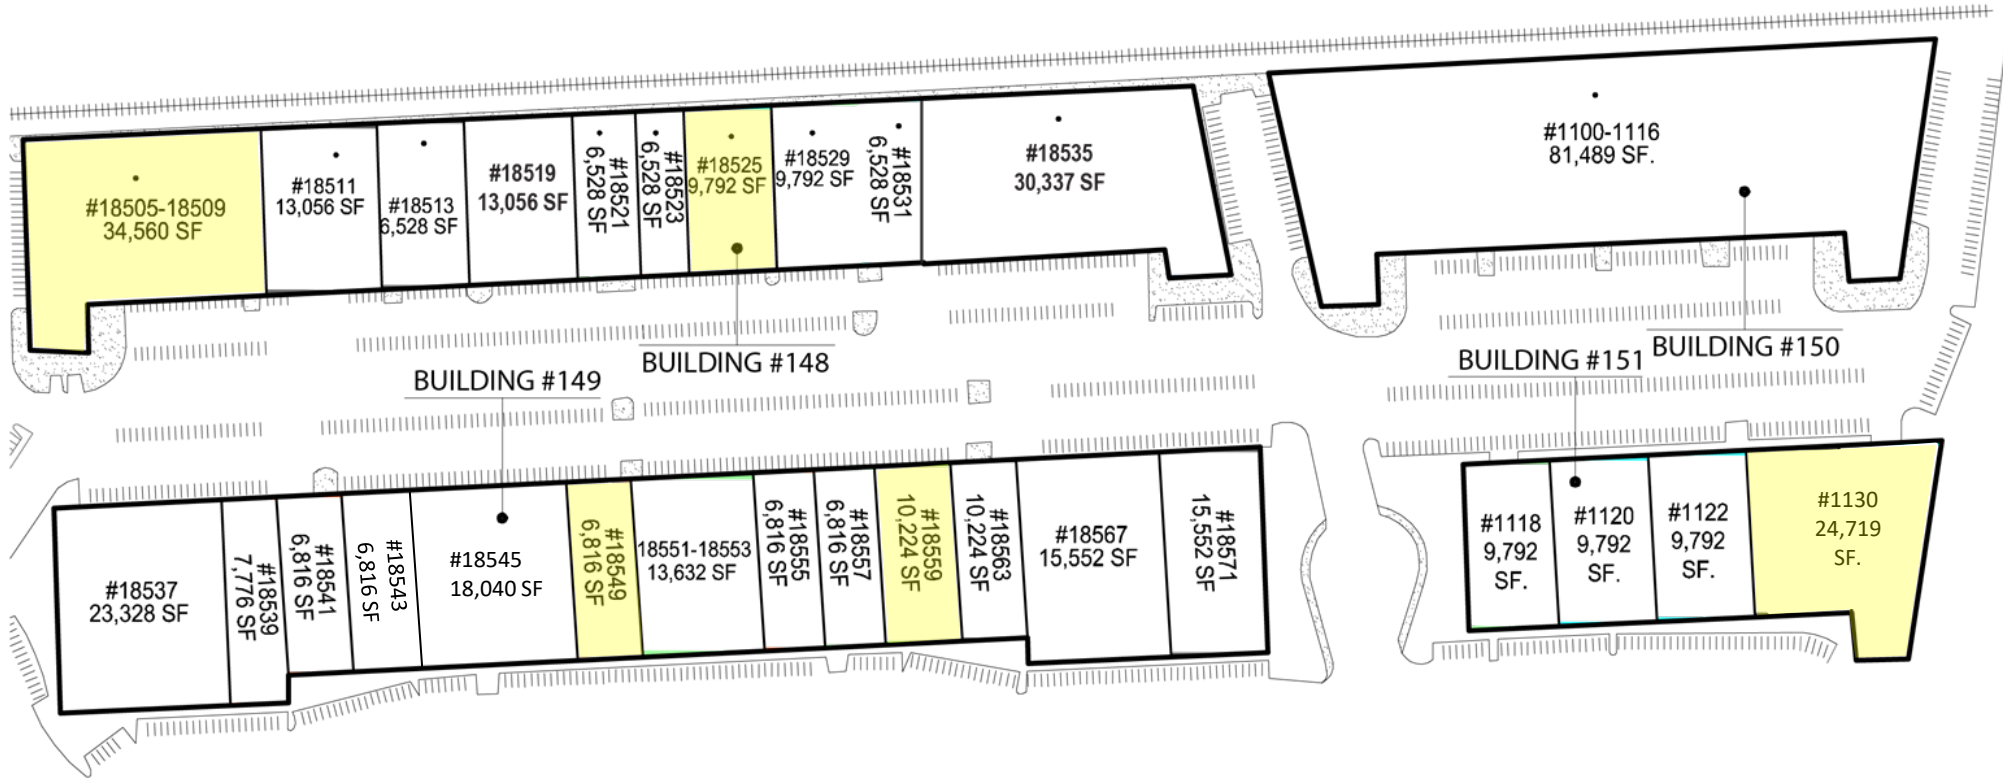 #18505-18509
34,560 SF
#18511
13,056 SF
#18513
6,528 SF
#18519
13,056 SF
#18521
6,528 SF
#18523
6,528 SF
#18525
9,792 SF
#18529
9,792 SF
#18531
6,528 SF
#18535
30,337 SF
#1100-1116
81,489 SF.
BUILDING #148
BUILDING #150
BUILDING #149
BUILDING #151
#18537
23,328 SF
#18539
7,776 SF
#18541
6,816 SF
#18543
6,816 SF
#18545
18,040 SF
#18549
6,816 SF
18551-18553
13,632 SF
#18555
6,816 SF
#18557
6,816 SF
#18559
10,224 SF
#18563
10,224 SF
#18567
15,552 SF
#18571
15,552 SF
#1118
9,792
SF.
#1120
9,792
SF.
#1122
9,792
SF.
#1130
24,719
SF.